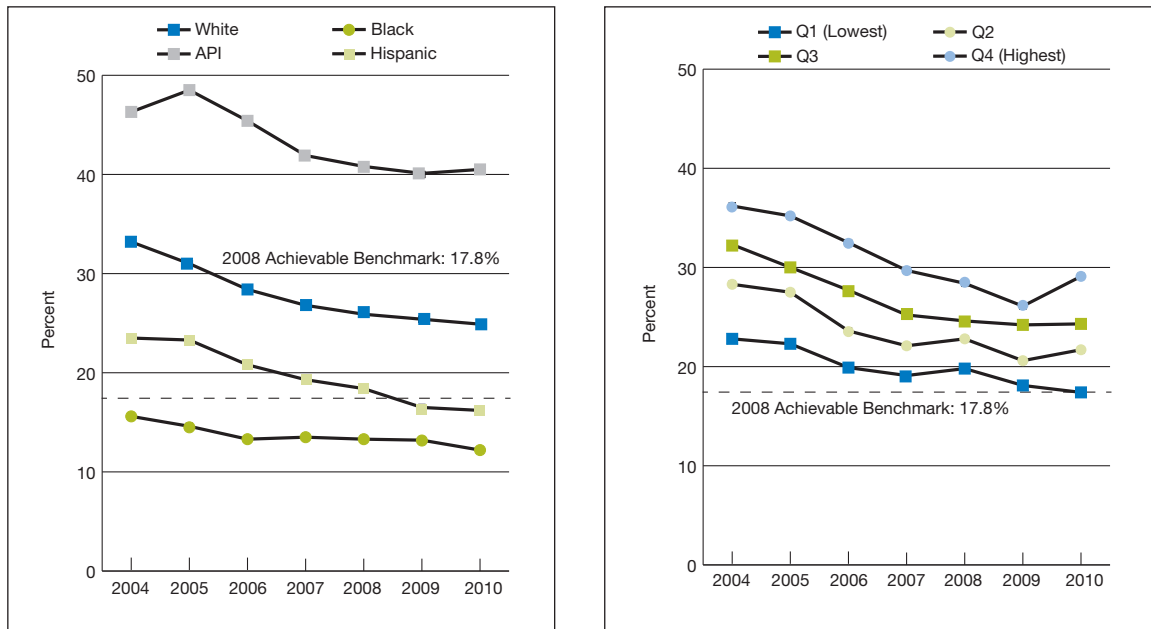 White Black
API Hispanic
50
40
30
20
10
0
Percent
2008 Achievable Benchmark: 17.8%
2004 2005 2006 2007 2008 2009 2010
Q1 (Lowest) Q2
Q3 Q4 (Highest)
50
40
30
20
10
0
Percent
2008 Achievable Benchmark: 17.8%
2004 2005 2006 2007 2008 2009 2010